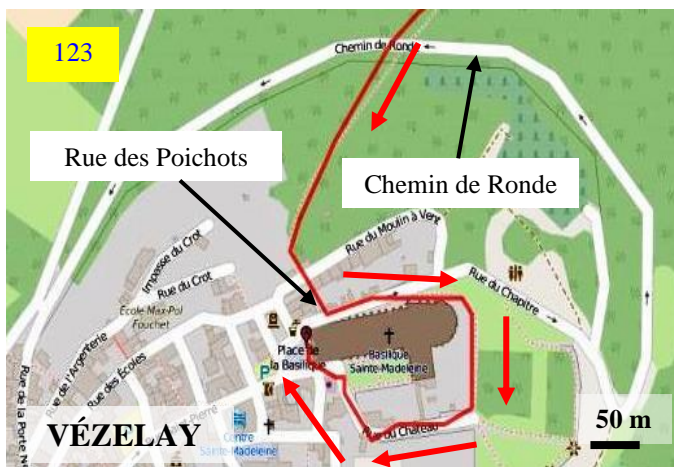 123
Chemin de Ronde
Rue des Poichots
Chemin de Ronde
Rue du Moulin à Vent
Impasse du Crot
Rue du Crot
Rue du Chapitre
École Max-Pol
Fouchet
Rue de l'Argenterie
Rue des Écoles
Place de
la Basilique
Basilique
Sainte-Madeleine
P
Rue de la Porte
Saint-Pierre
Rue du Château
VÉZELAY
Centre
Sainte-Madeleine
50 m